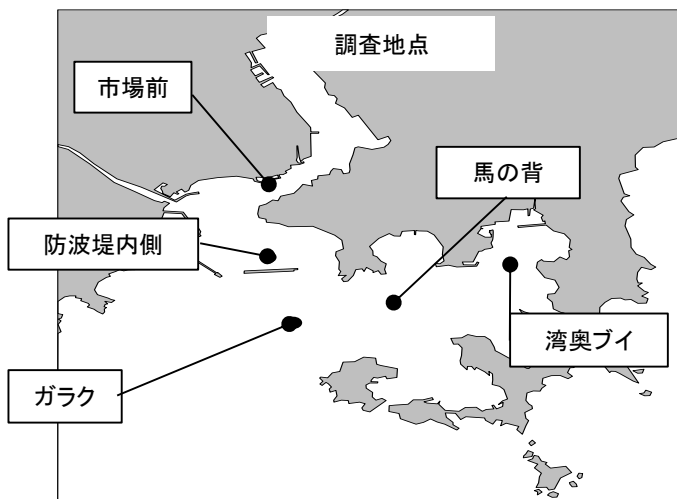 調査地点
市場前
馬の背
防波堤内側
湾奥ブイ
ガラク